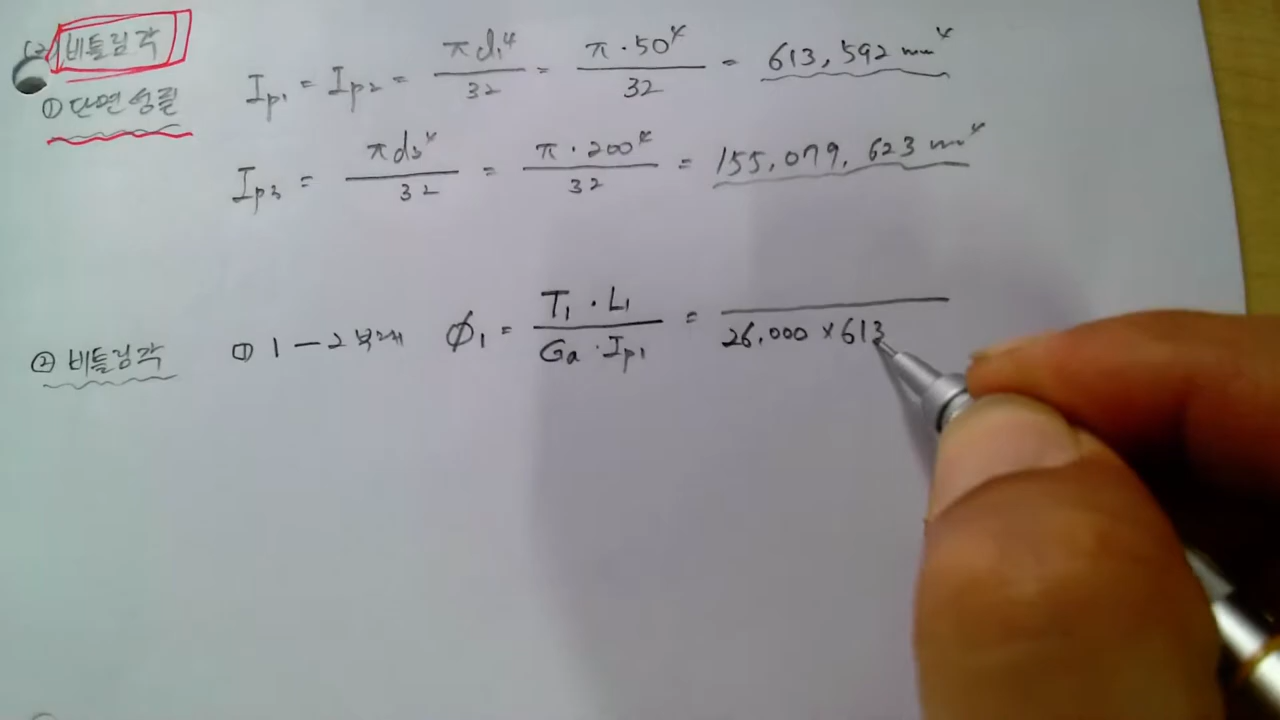 (2) 비틀림각
① 단면성질
Ip1 = Ip2 = πd₁⁴/32 = π·50⁴/32 = 613,592 mm⁴
Ip3 = πd₃⁴/32 = π·200⁴/32 = 155,079,623 mm⁴
② 비틀림각 ① 1-2부재 Ø₁ = T₁·L₁/Ga·Ip1 = /26.000×613